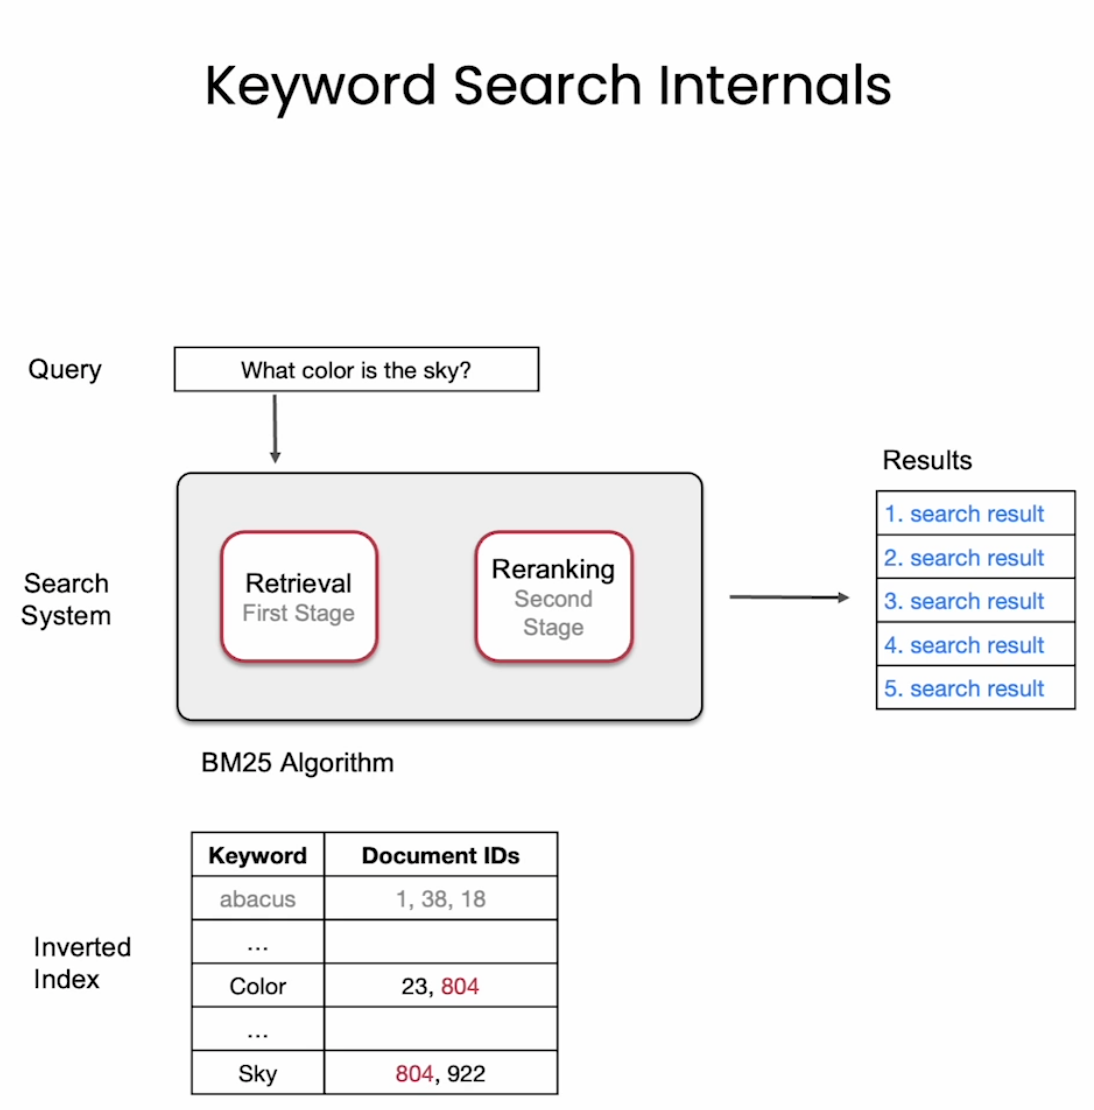 Keyword Search Internals
Query
What color is the sky?
Search
System
Retrieval
First Stage
Reranking
Second
Stage
Results
1. search result
2. search result
3. search result
4. search result
5. search result
BM25 Algorithm
Inverted
Index
Keyword Document IDs
abacus 1, 38, 18
...
Color 23, 804
...
Sky 804, 922